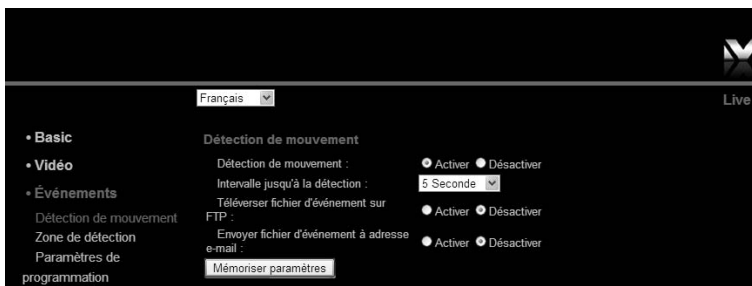 Français
Live
• Basic
• Vidéo
• Événements
Détection de mouvement
Zone de détection
Paramètres de
programmation
Détection de mouvement
Détection de mouvement : Activer Désactiver
Intervalle jusqu'à la détection : 5 Seconde
Téléverser fichier d'événement sur
FTP : Activer Désactiver
Envoyer fichier d'événement à adresse
e-mail : Activer Désactiver
Mémoriser paramètres